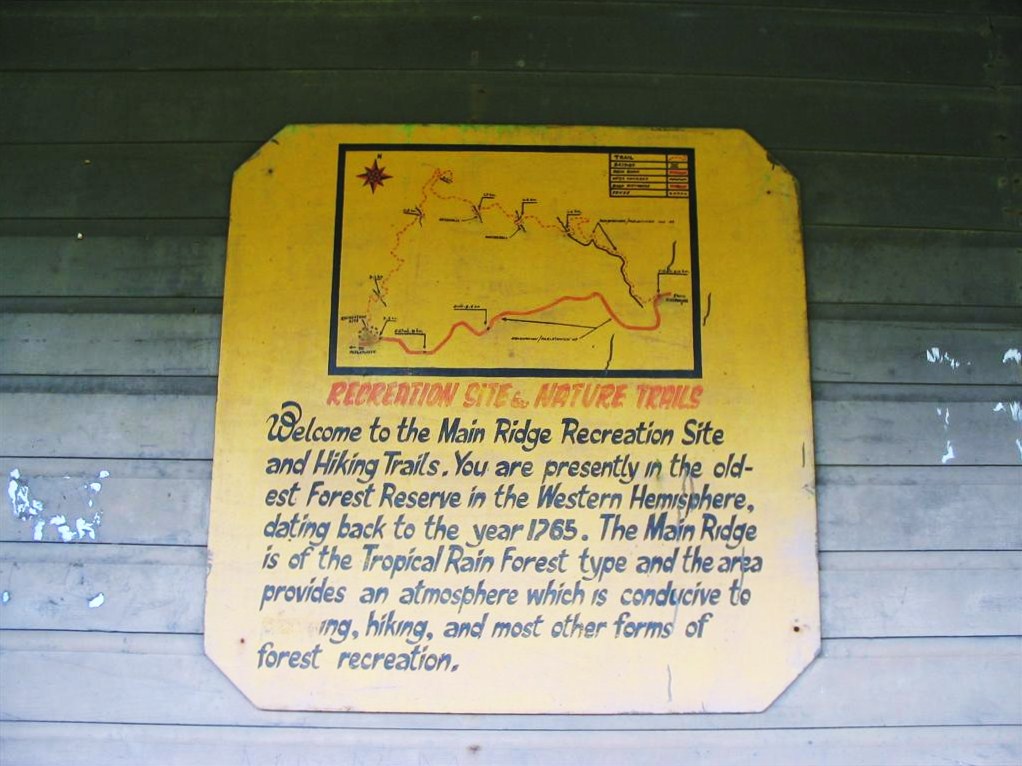 N
TRAIL
RECREATION SITE & NATURE TRAILS
Welcome to the Main Ridge Recreation Site
and Hiking Trails. You are presently in the old-
est Forest Reserve in the Western Hemisphere,
dating back to the year 1765. The Main Ridge
is of the Tropical Rain Forest type and the area
provides an atmosphere which is conducive to
ing, hiking, and most other forms of
forest recreation.